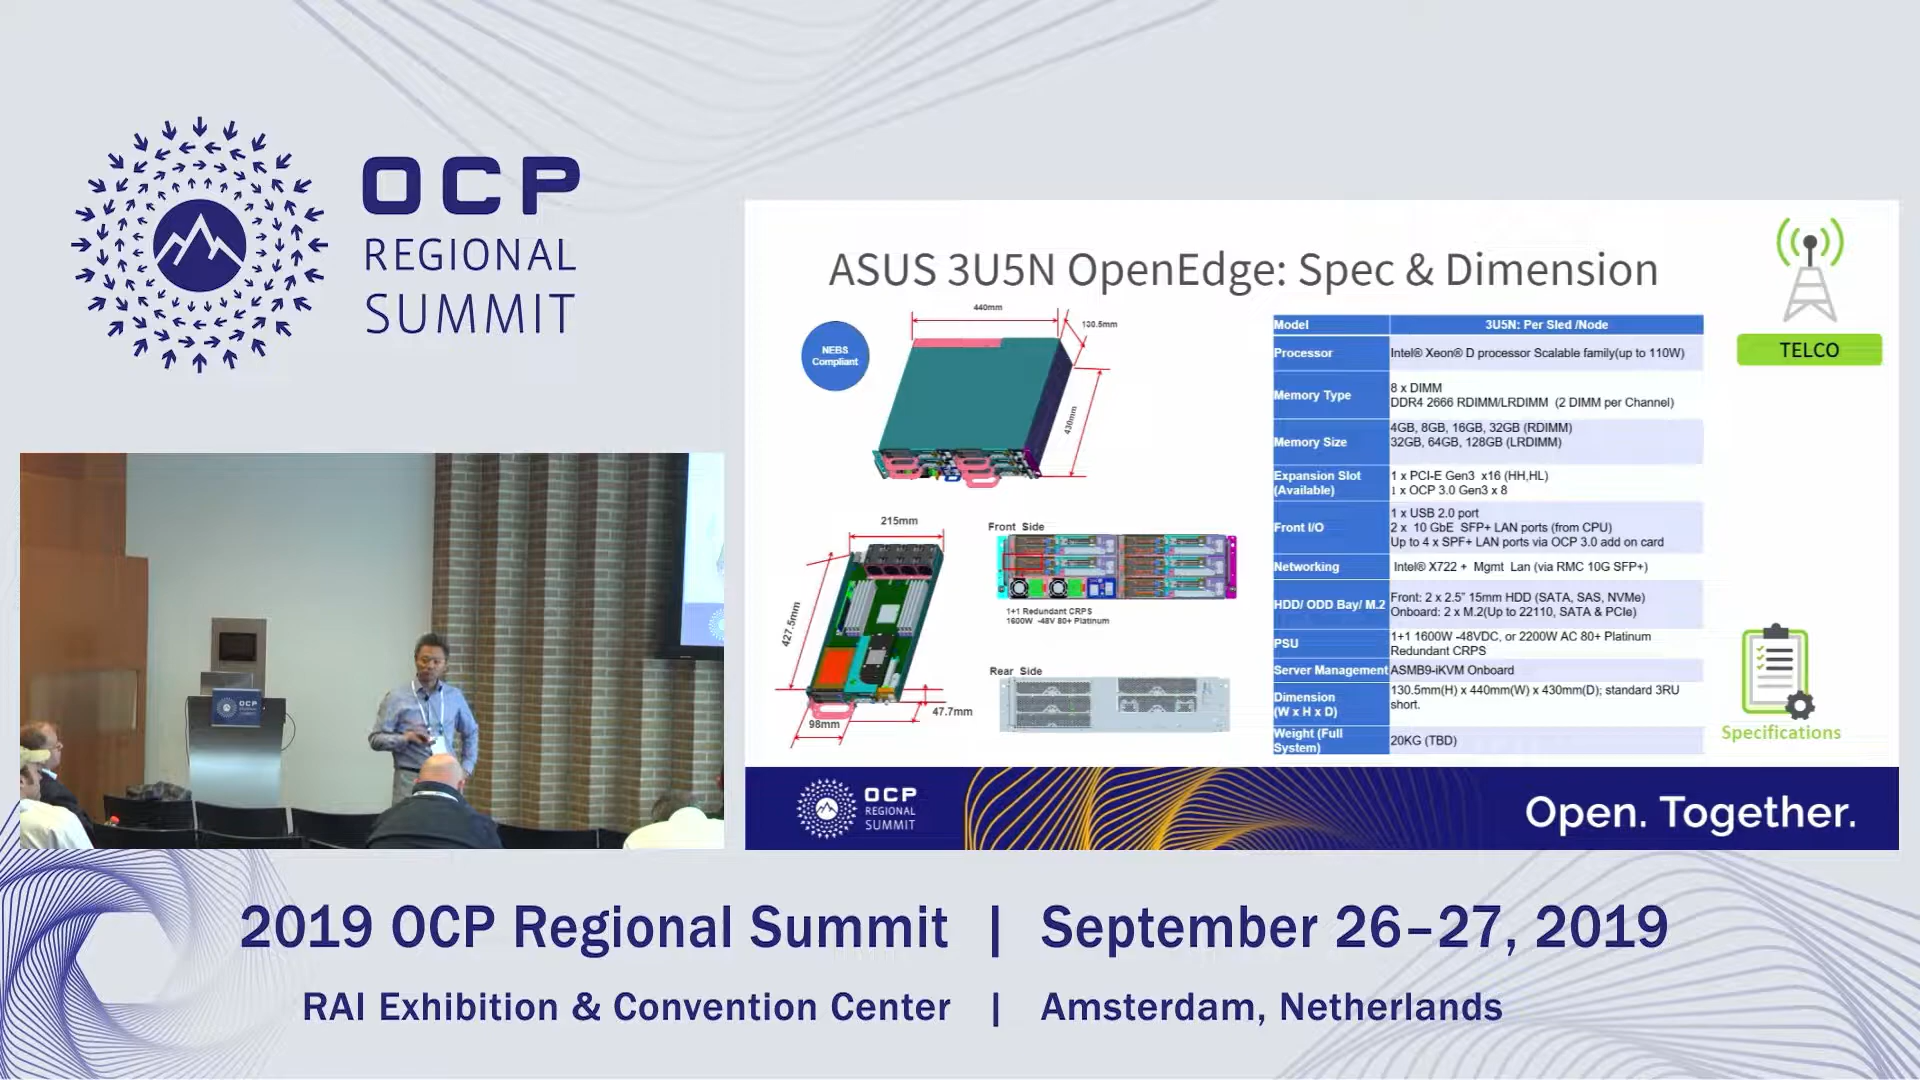 OCP
REGIONAL
SUMMIT
OCP
ASUS 3U5N OpenEdge: Spec & Dimension
TELCO
NEBS
Compliant
440mm
130.5mm
430mm
215mm
427.5mm
98mm
47.7mm
Front Side
1+1 Redundant CRPS
1600W -48V 80+ Platinum
Rear Side
Model 3U5N: Per Sled /Node
Processor Intel® Xeon® D processor Scalable family(up to 110W)
Memory Type 8 x DIMM
DDR4 2666 RDIMM/LRDIMM (2 DIMM per Channel)
Memory Size 4GB, 8GB, 16GB, 32GB (RDIMM)
32GB, 64GB, 128GB (LRDIMM)
Expansion Slot 1 x PCI-E Gen3 x16 (HH,HL)
(Available) 1 x OCP 3.0 Gen3 x 8
Front I/O 1 x USB 2.0 port
2 x 10 GbE SFP+ LAN ports (from CPU)
Up to 4 x SPF+ LAN ports via OCP 3.0 add on card
Networking Intel® X722 + Mgmt Lan (via RMC 10G SFP+)
HDD/ ODD Bay/ M.2 Front: 2 x 2.5" 15mm HDD (SATA, SAS, NVMe)
Onboard: 2 x M.2(Up to 22110, SATA & PCIe)
PSU 1+1 1600W -48VDC, or 2200W AC 80+ Platinum
Redundant CRPS
Server Management ASMB9-iKVM Onboard
Dimension 130.5mm(H) x 440mm(W) x 430mm(D); standard 3RU
(W x H x D) short.
Weight (Full 20KG (TBD)
System)
Specifications
OCP
REGIONAL
SUMMIT
Open. Together.
2019 OCP Regional Summit | September 26–27, 2019
RAI Exhibition & Convention Center | Amsterdam, Netherlands